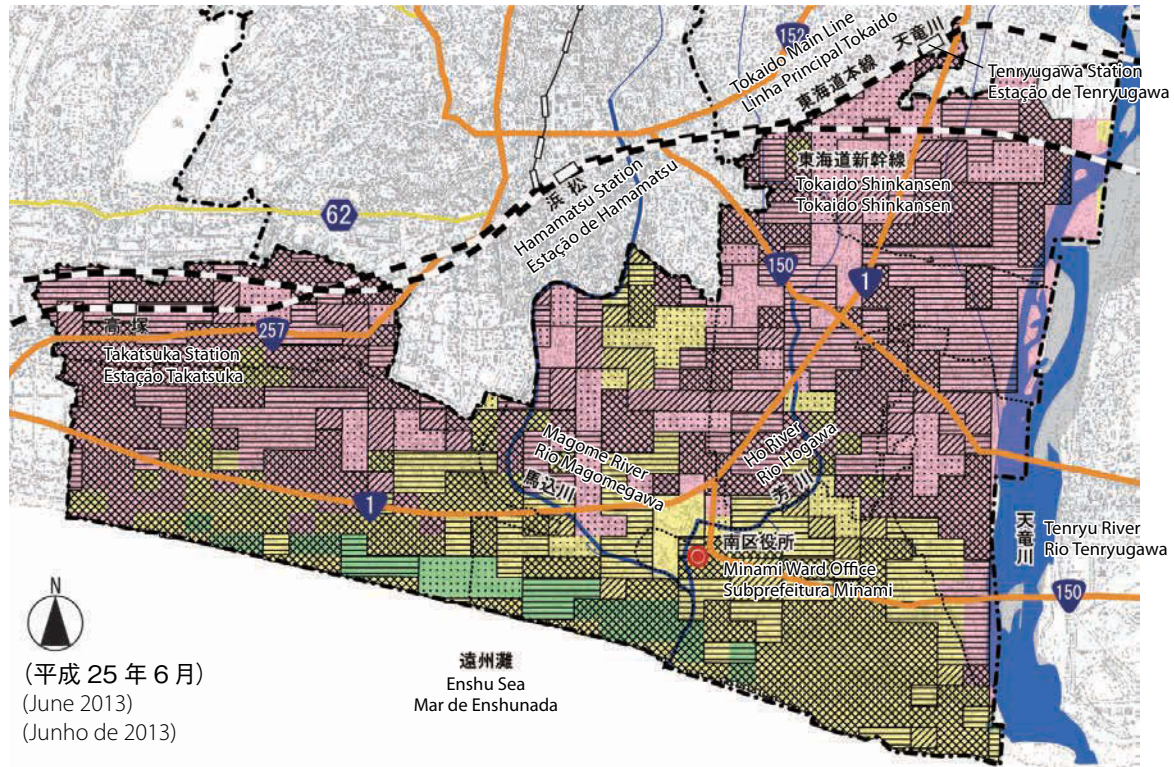 152
天竜川
Tokaido Main Line
Linha Principal Tokaido
東海道本線
Tenryugawa Station
Estação de Tenryugawa
東海道新幹線
Tokaido Shinkansen
Tokaido Shinkansen
浜松
Hamamatsu Station
Estação de Hamamatsu
62
150
1
257
高塚
Takatsuka Station
Estação Takatsuka
Magome River
Rio Magomegawa
馬込川
Ho River
Rio Hogawa
芳川
1
南区役所
Minami Ward Office
Subprefeitura Minami
天竜川
Tenryu River
Rio Tenryugawa
150
N
(平成 25 年 6 月)
(June 2013)
(Junho de 2013)
遠州灘
Enshu Sea
Mar de Enshunada